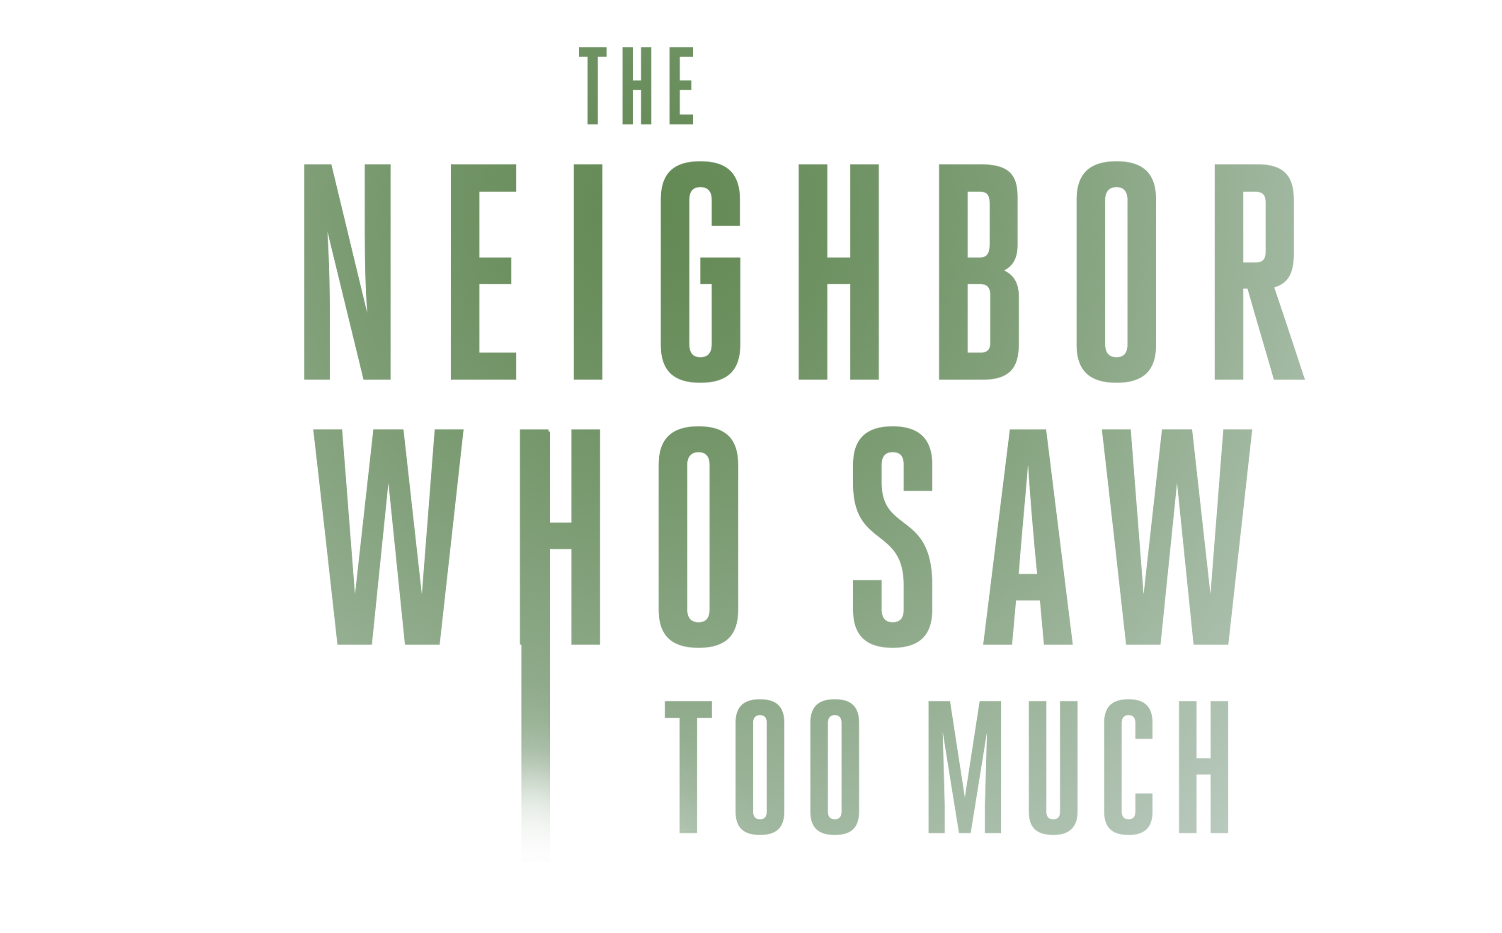 THE
NEIGHBOR
WHO SAW
TOO MUCH